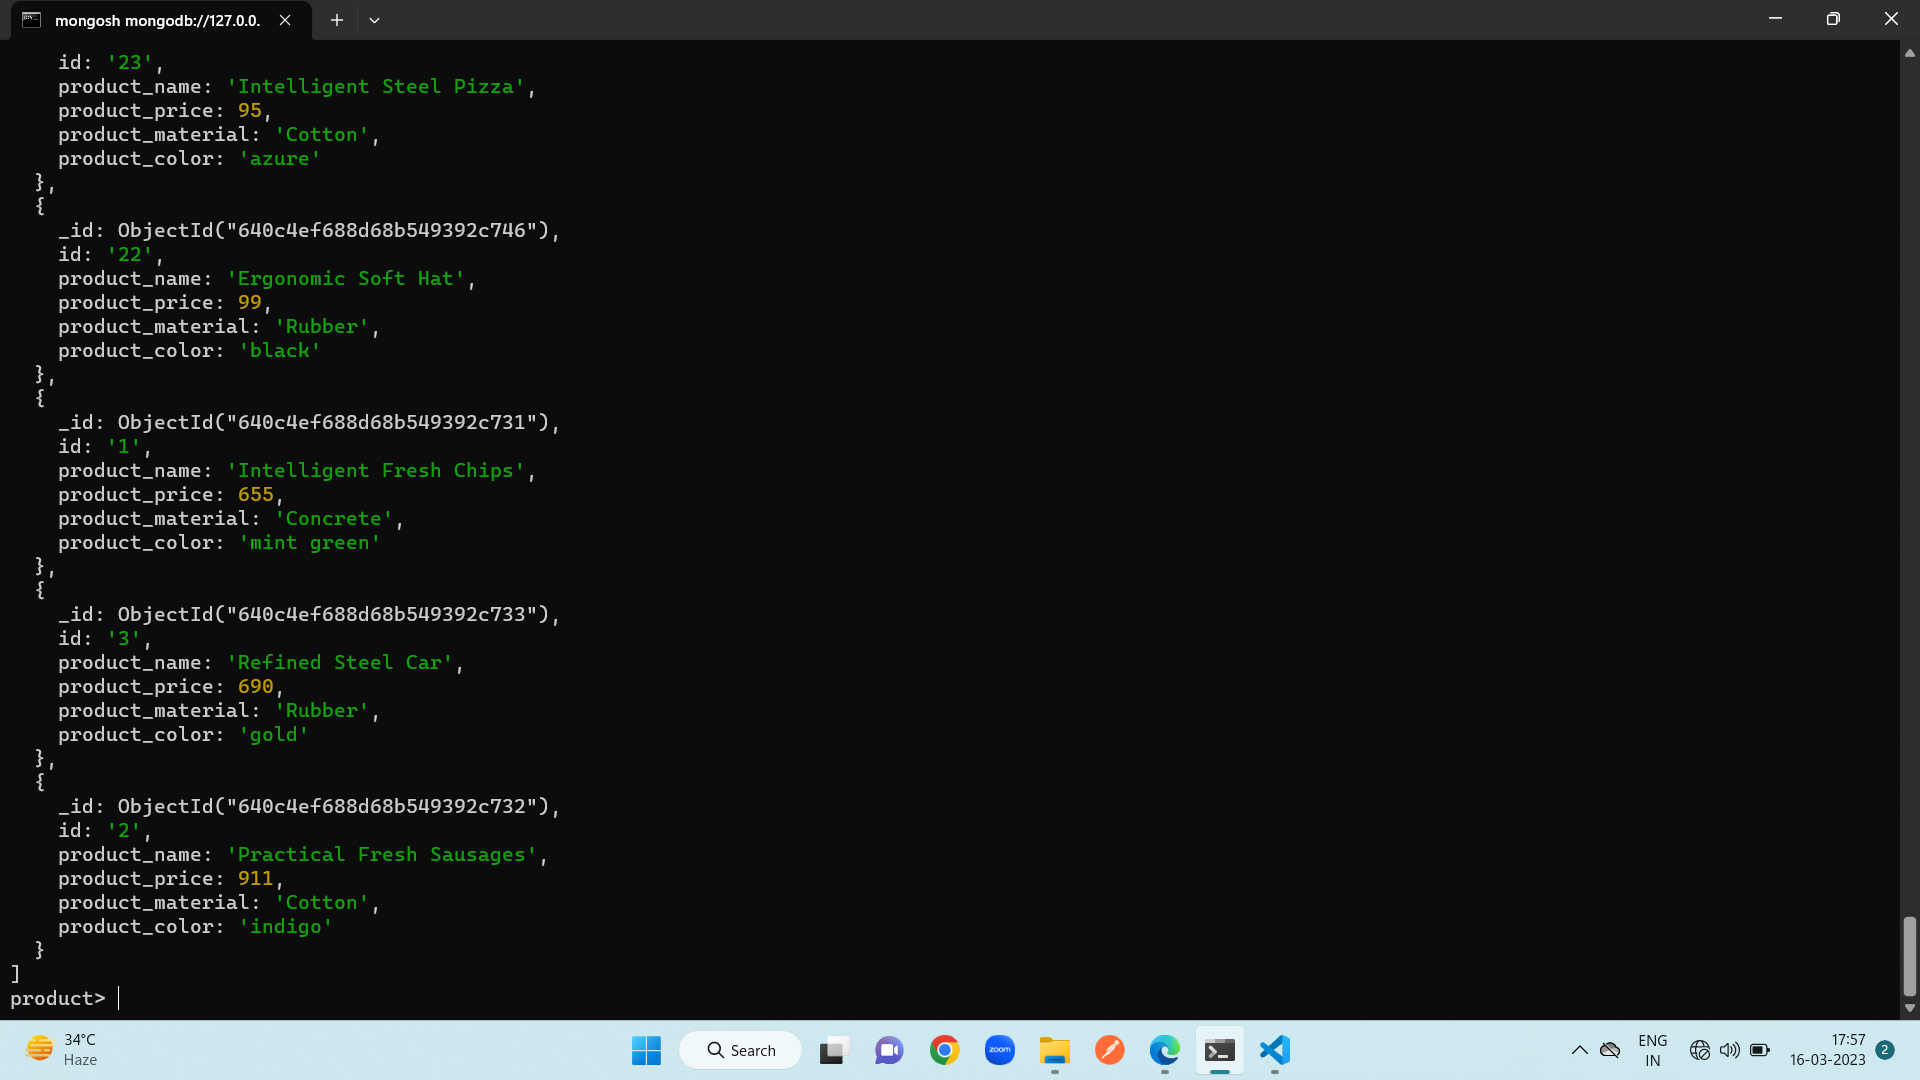 mongosh mongodb://127.0.0.
id: '23',
product_name: 'Intelligent Steel Pizza',
product_price: 95,
product_material: 'Cotton',
product_color: 'azure'
},
{
_id: ObjectId("640c4ef688d68b549392c746"),
id: '22',
product_name: 'Ergonomic Soft Hat',
product_price: 99,
product_material: 'Rubber',
product_color: 'black'
},
{
_id: ObjectId("640c4ef688d68b549392c731"),
id: '1',
product_name: 'Intelligent Fresh Chips',
product_price: 655,
product_material: 'Concrete',
product_color: 'mint green'
},
{
_id: ObjectId("640c4ef688d68b549392c733"),
id: '3',
product_name: 'Refined Steel Car',
product_price: 690,
product_material: 'Rubber',
product_color: 'gold'
},
{
_id: ObjectId("640c4ef688d68b549392c732"),
id: '2',
product_name: 'Practical Fresh Sausages',
product_price: 911,
product_material: 'Cotton',
product_color: 'indigo'
}
]
product>
34°C
Haze
Search
zoom
ENG
IN
17:57
16-03-2023
2